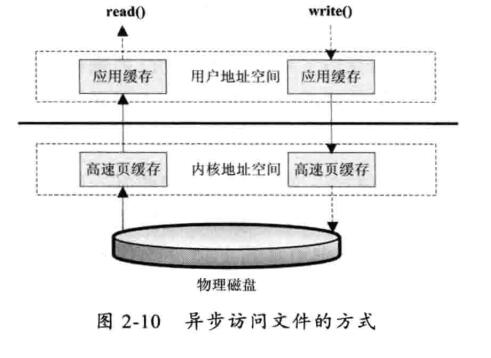 read() write()
应用缓存 用户地址空间 应用缓存
高速页缓存 内核地址空间 高速页缓存
物理磁盘
图 2-10 异步访问文件的方式